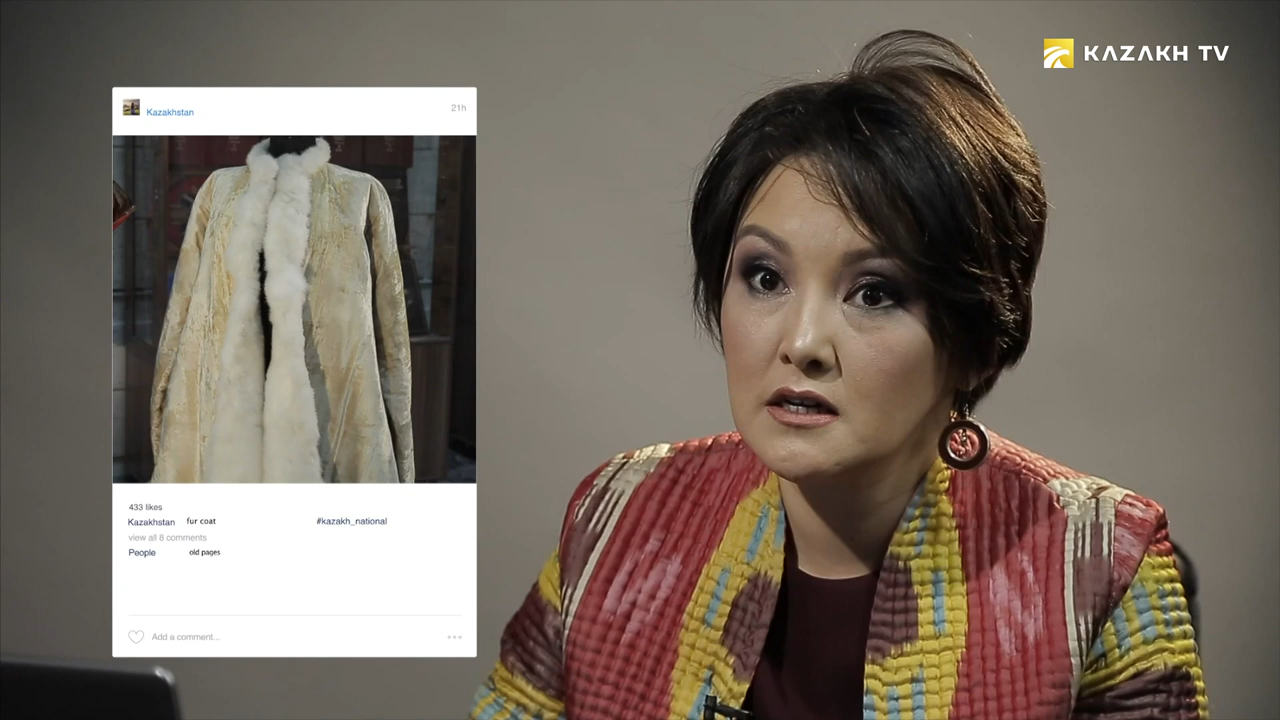 KAZAKH TV
Kazakhstan 21h
433 likes
Kazakhstan fur coat #kazakh_national
view all 8 comments
People old pages
Add a comment...